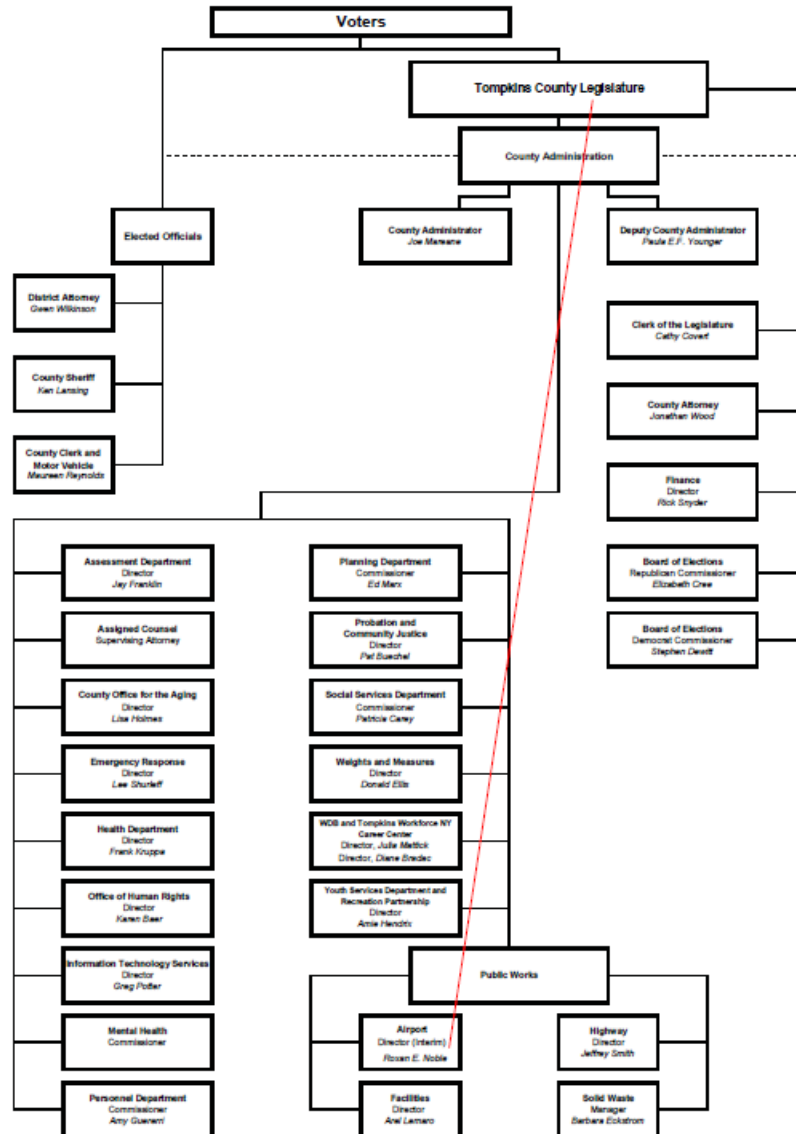 Voters
Tompkins County Legislature
County Administration
Elected Officials
County Administrator
Joe Mareane
Deputy County Administrator
Paula E.F. Younger
District Attorney
Gwen Wilkinson
Clerk of the Legislature
Cathy Covert
County Sheriff
Ken Lansing
County Attorney
Jonathan Wood
County Clerk and
Motor Vehicle
Maureen Reynolds
Finance
Director
Rick Snyder
Assessment Department
Director
Jay Franklin
Planning Department
Commissioner
Ed Marx
Board of Elections
Republican Commissioner
Elizabeth Cree
Assigned Counsel
Supervising Attorney
Probation and
Community Justice
Director
Pat Buechel
Board of Elections
Democrat Commissioner
Stephen Dewitt
County Office for the Aging
Director
Lisa Holmes
Social Services Department
Commissioner
Patricia Carey
Emergency Response
Director
Lee Shurtleff
Weights and Measures
Director
Donald Ellis
Health Department
Director
Frank Kruppa
WDB and Tompkins Workforce NY
Career Center
Director, Julia Mattick
Director, Diane Bradac
Office of Human Rights
Director
Karen Baer
Youth Services Department and
Recreation Partnership
Director
Amie Hendrix
Information Technology Services
Director
Greg Potter
Public Works
Mental Health
Commissioner
Airport
Director (Interim)
Roxan E. Noble
Highway
Director
Jeffrey Smith
Personnel Department
Commissioner
Amy Guererri
Facilities
Director
Arel Lemaro
Solid Waste
Manager
Barbara Eckstrom